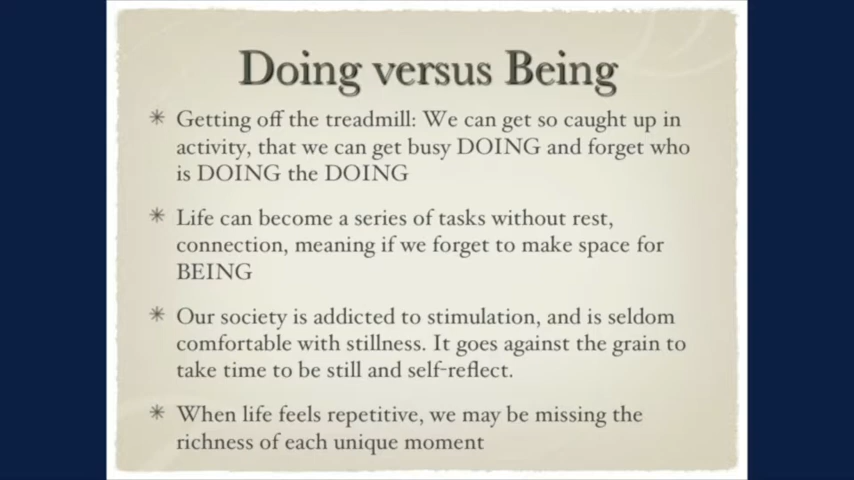 Doing versus Being
* Getting off the treadmill: We can get so caught up in
activity, that we can get busy DOING and forget who
is DOING the DOING
* Life can become a series of tasks without rest,
connection, meaning if we forget to make space for
BEING
* Our society is addicted to stimulation, and is seldom
comfortable with stillness. It goes against the grain to
take time to be still and self-reflect.
* When life feels repetitive, we may be missing the
richness of each unique moment